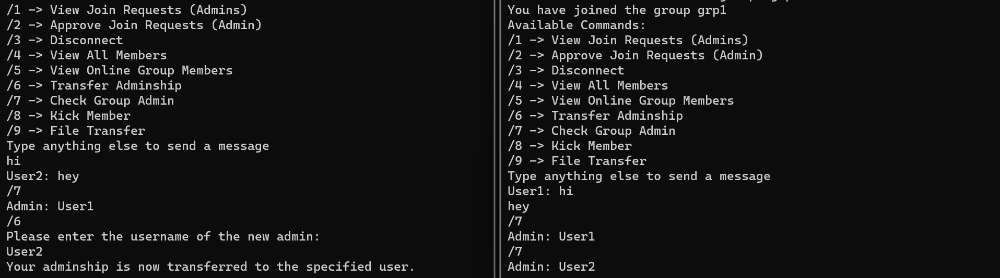 /1 -> View Join Requests (Admins)
/2 -> Approve Join Requests (Admin)
/3 -> Disconnect
/4 -> View All Members
/5 -> View Online Group Members
/6 -> Transfer Adminship
/7 -> Check Group Admin
/8 -> Kick Member
/9 -> File Transfer
Type anything else to send a message
hi
User2: hey
/7
Admin: User1
/6
Please enter the username of the new admin:
User2
Your adminship is now transferred to the specified user.
You have joined the group grp1
Available Commands:
/1 -> View Join Requests (Admins)
/2 -> Approve Join Requests (Admin)
/3 -> Disconnect
/4 -> View All Members
/5 -> View Online Group Members
/6 -> Transfer Adminship
/7 -> Check Group Admin
/8 -> Kick Member
/9 -> File Transfer
Type anything else to send a message
User1: hi
hey
/7
Admin: User1
/7
Admin: User2